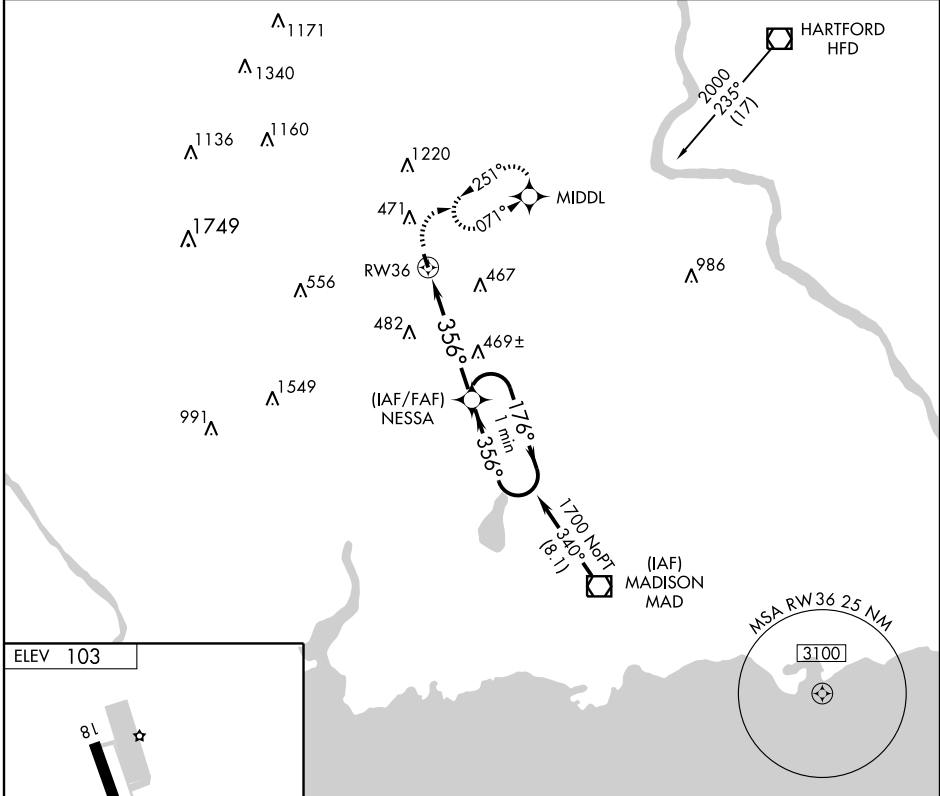 1171
HARTFORD
HFD
1340
2000
235°
(17)
1136
1160
1220
251°
MIDDL
471
071°
1749
RW36
986
467
556
482
356°
469±
(IAF/FAF)
NESSA
1549
991
176°
1 min
356°
1700 NoPT
340°
(8.1)
(IAF)
MADISON
MAD
MSA RW36 25 NM
3100
ELEV 103
18